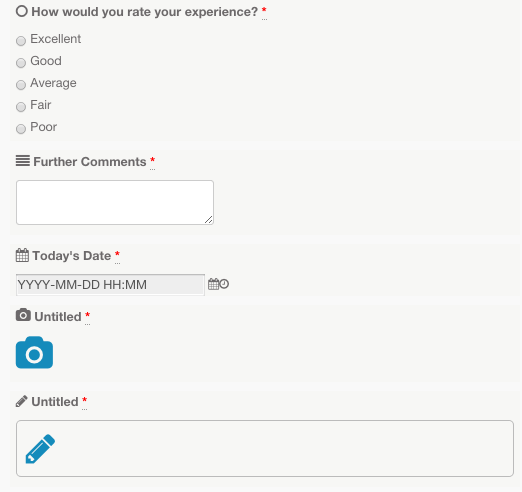 How would you rate your experience? *
Excellent
Good
Average
Fair
Poor
Further Comments *
Today's Date *
YYYY-MM-DD HH:MM
Untitled *
Untitled *